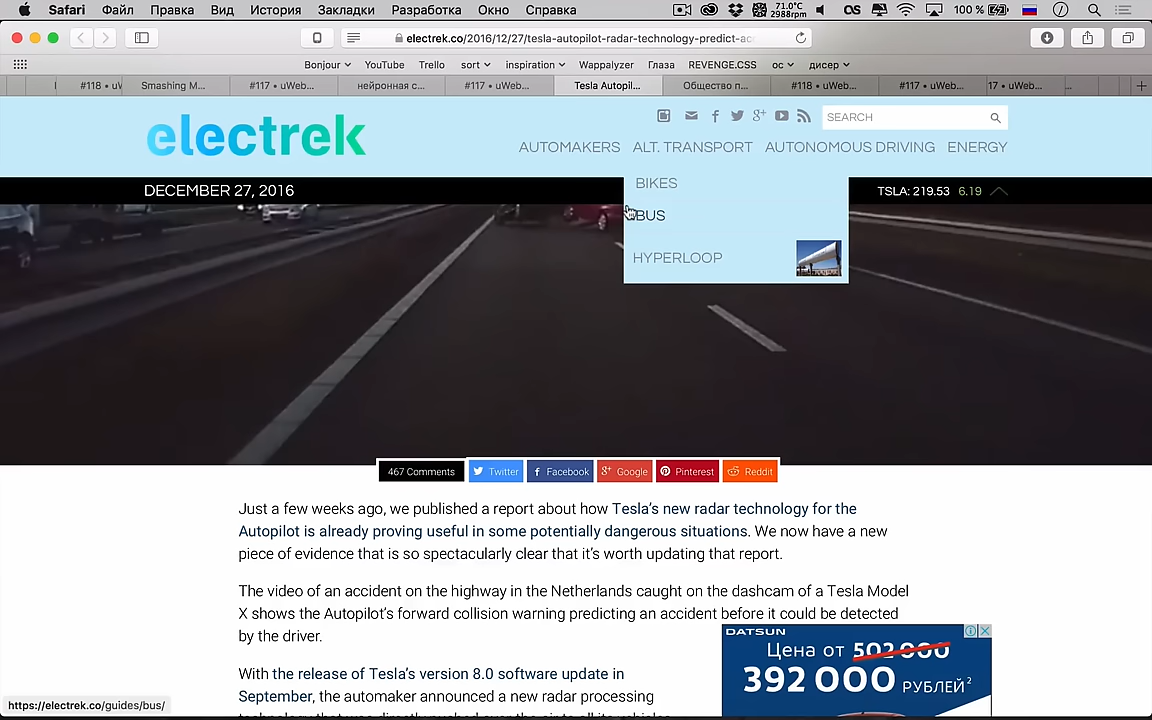 Safari Файл Правка Вид История Закладки Разработка Окно Справка 71.0°C 2988rpm 100 %
electrek.co/2016/12/27/tesla-autopilot-radar-technology-predict-acc
Bonjour YouTube Trello sort inspiration Wappalyzer Глаза REVENGE.CSS ос дисер
#118 • uW Smashing M... #117 • uWeb... нейронная с... #117 • uWeb... Tesla Autopil... Общество п... #118 • uWeb... #117 • uWeb... 17 • uWeb... ...
electrek
SEARCH
AUTOMAKERS ALT. TRANSPORT AUTONOMOUS DRIVING ENERGY
BIKES
BUS
HYPERLOOP
DECEMBER 27, 2016
TSLA: 219.53 6.19
467 Comments Twitter Facebook Google Pinterest Reddit
Just a few weeks ago, we published a report about how Tesla's new radar technology for the
Autopilot is already proving useful in some potentially dangerous situations. We now have a new
piece of evidence that is so spectacularly clear that it's worth updating that report.
The video of an accident on the highway in the Netherlands caught on the dashcam of a Tesla Model
X shows the Autopilot's forward collision warning predicting an accident before it could be detected
by the driver.
With the release of Tesla's version 8.0 software update in
September, the automaker announced a new radar processing
DATSUN
Цена от 502 000
392 000 РУБЛЕЙ²
https://electrek.co/guides/bus/